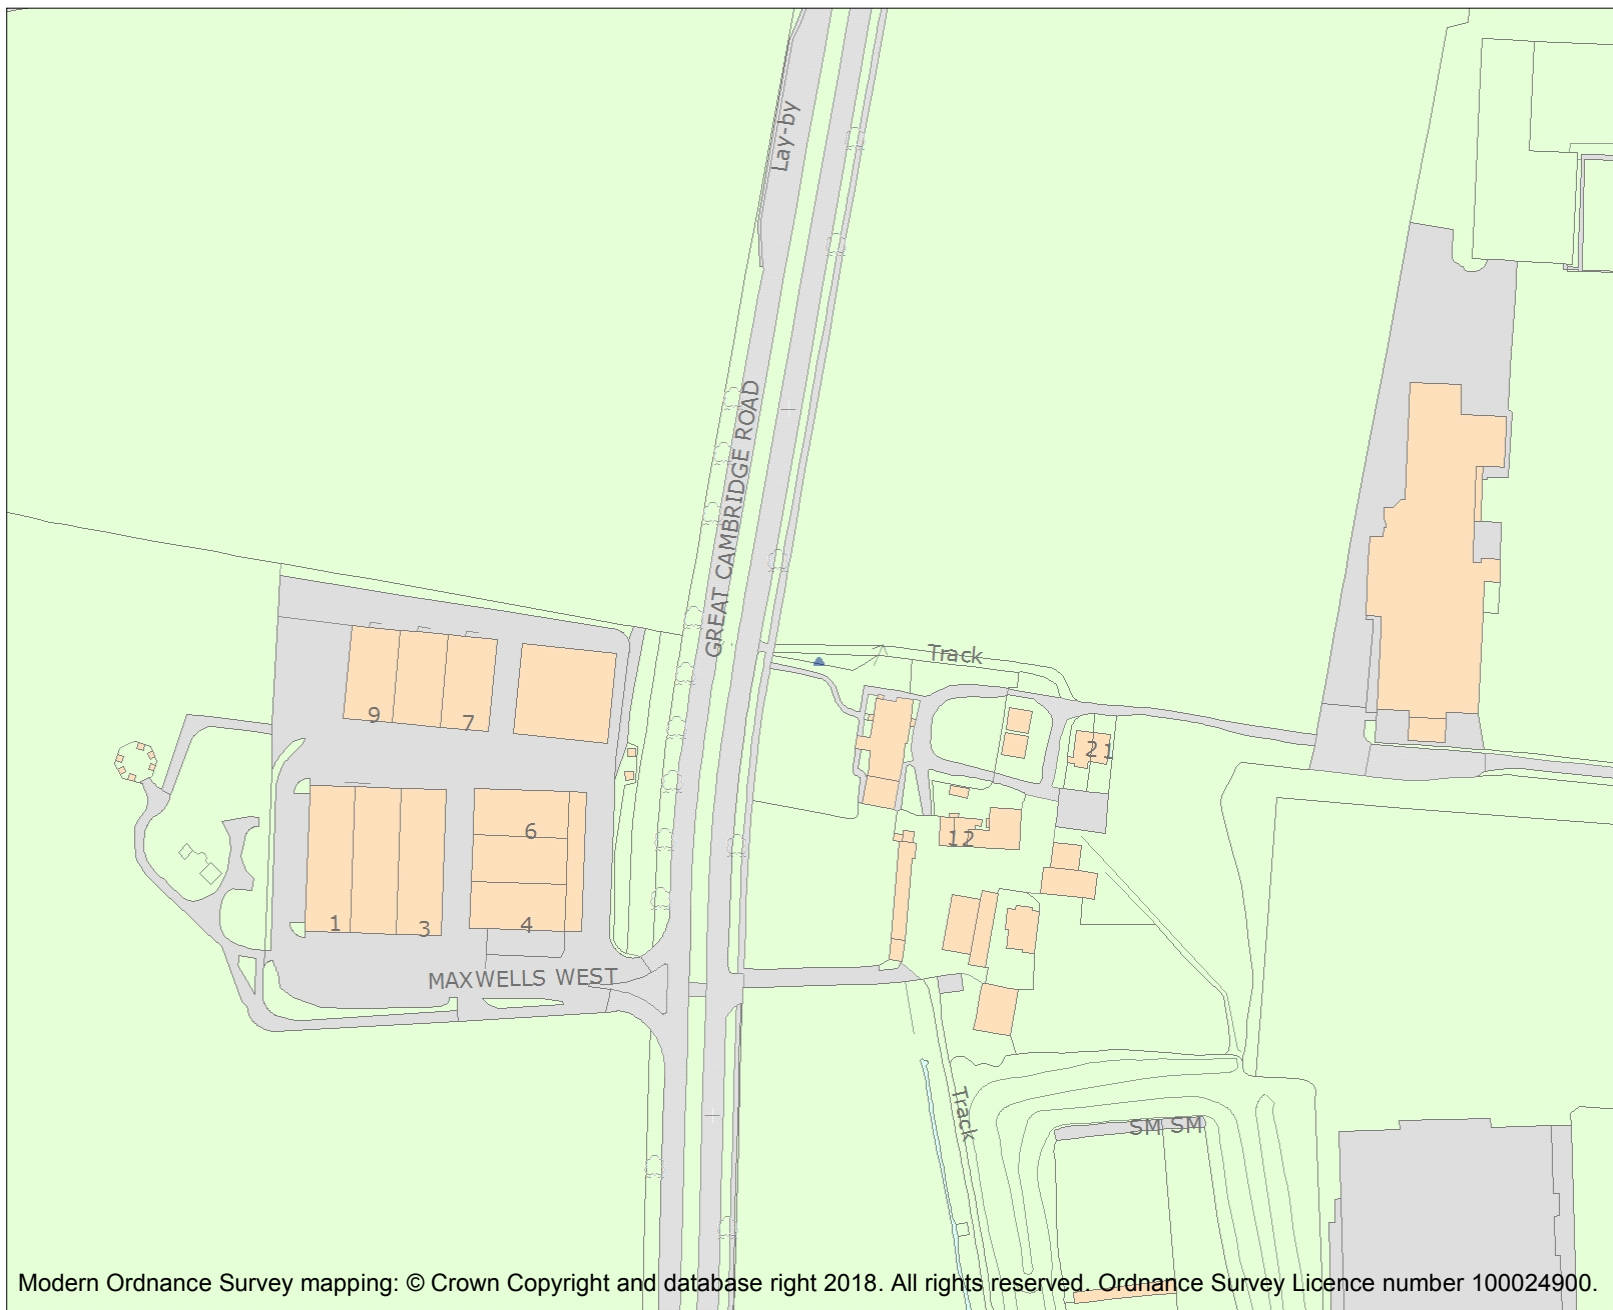 Lay-by
GREAT CAMBRIDGE ROAD
Track
9
7
2 1
6
12
1
3
4
MAXWELLS WEST
Track
SM SM
Modern Ordnance Survey mapping: © Crown Copyright and database right 2018. All rights reserved. Ordnance Survey Licence number 100024900.